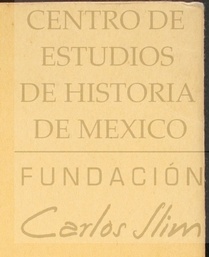 CENTRO DE
ESTUDIOS
DE HISTORIA
DE MEXICO
FUNDACIÓN
Carlos Slim